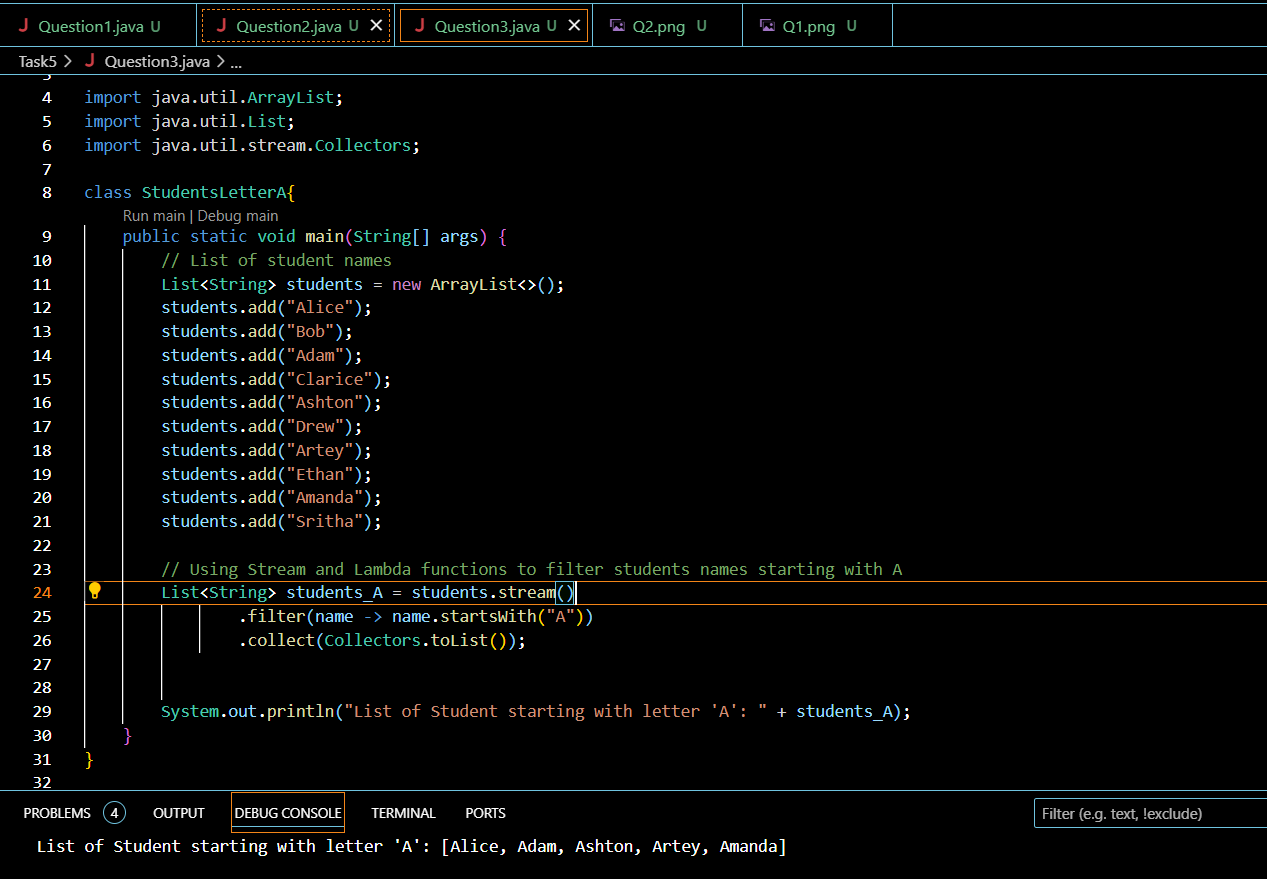 J Question1.java U J Question2.java U × J Question3.java U × Q2.png U Q1.png U
Task5 > J Question3.java > ...
3
4 import java.util.ArrayList;
5 import java.util.List;
6 import java.util.stream.Collectors;
7
8 class StudentsLetterA{
Run main | Debug main
9 public static void main(String[] args) {
10 // List of student names
11 List<String> students = new ArrayList<>();
12 students.add("Alice");
13 students.add("Bob");
14 students.add("Adam");
15 students.add("Clarice");
16 students.add("Ashton");
17 students.add("Drew");
18 students.add("Artey");
19 students.add("Ethan");
20 students.add("Amanda");
21 students.add("Sritha");
22
23 // Using Stream and Lambda functions to filter students names starting with A
24 List<String> students_A = students.stream()
25 .filter(name -> name.startsWith("A"))
26 .collect(Collectors.toList());
27
28
29 System.out.println("List of Student starting with letter 'A': " + students_A);
30 }
31 }
32
PROBLEMS 4 OUTPUT DEBUG CONSOLE TERMINAL PORTS Filter (e.g. text, !exclude)
List of Student starting with letter 'A': [Alice, Adam, Ashton, Artey, Amanda]